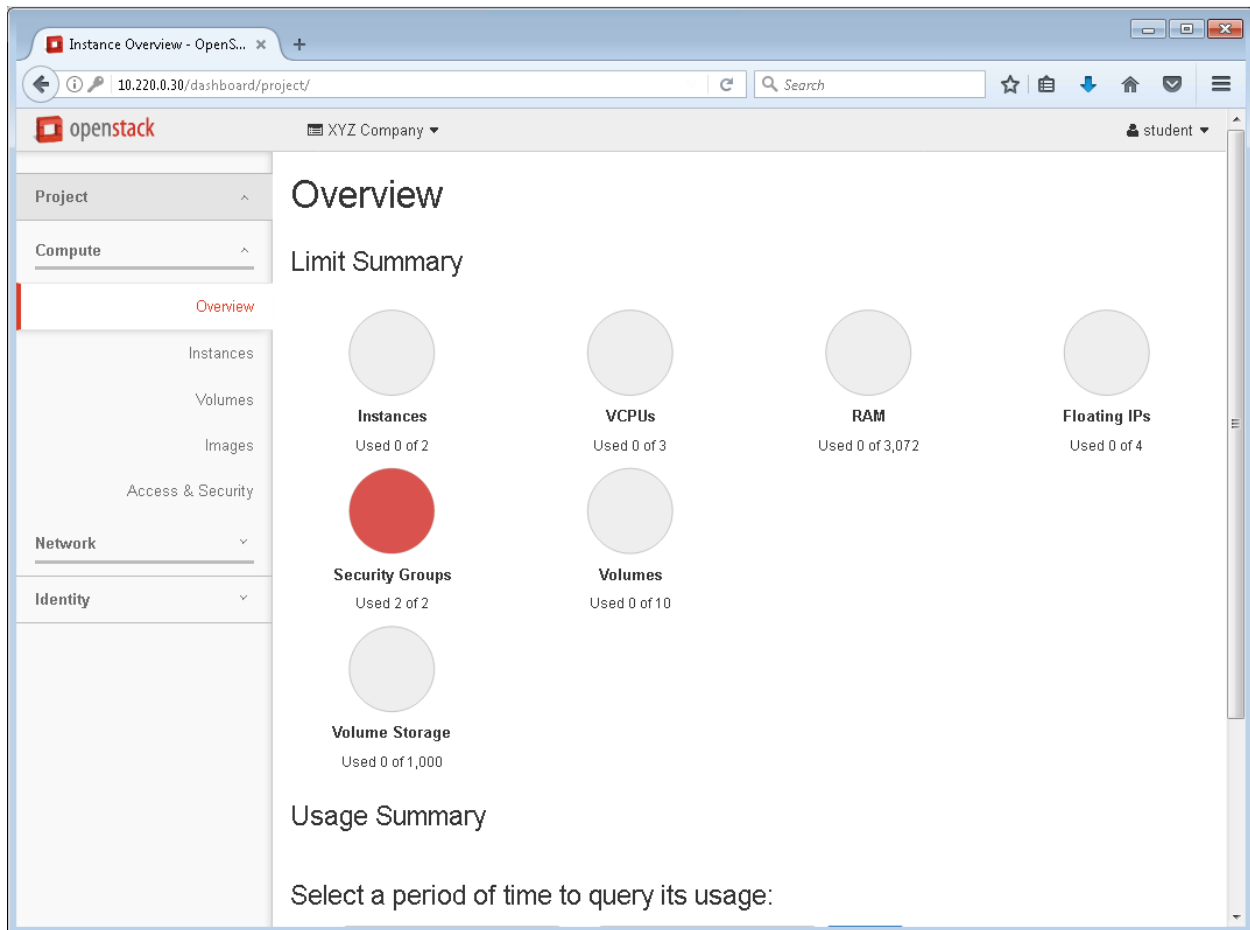 Instance Overview - OpenS...
10.220.0.30/dashboard/project/
Search
openstack
XYZ Company
student
Project
Compute
Overview
Instances
Volumes
Images
Access & Security
Network
Identity
Overview
Limit Summary
Instances
Used 0 of 2
VCPUs
Used 0 of 3
RAM
Used 0 of 3,072
Floating IPs
Used 0 of 4
Security Groups
Used 2 of 2
Volumes
Used 0 of 10
Volume Storage
Used 0 of 1,000
Usage Summary
Select a period of time to query its usage: